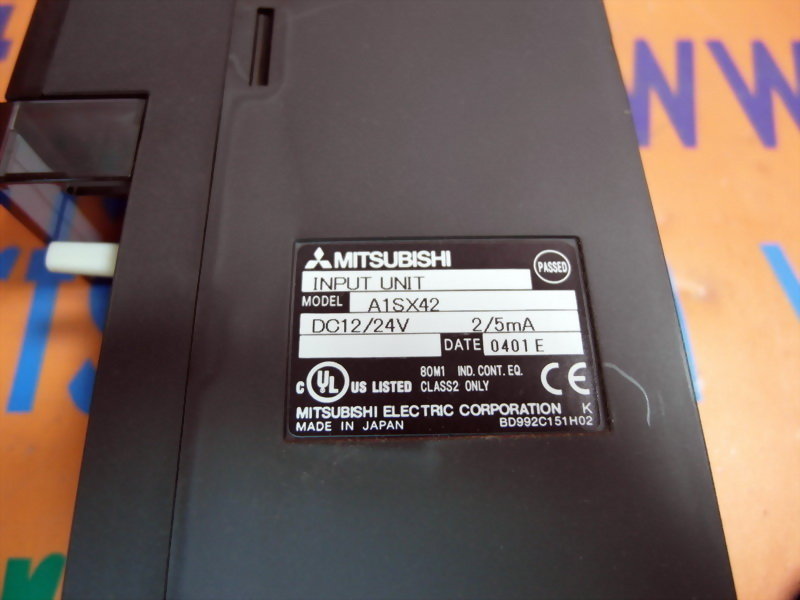 MITSUBISHI
PASSED
INPUT UNIT
MODEL A1SX42
DC12/24V 2/5mA
DATE 0401 E
C UL US LISTED
80M1 IND. CONT. EQ.
CLASS2 ONLY
CE
MITSUBISHI ELECTRIC CORPORATION K
MADE IN JAPAN BD992C151H02